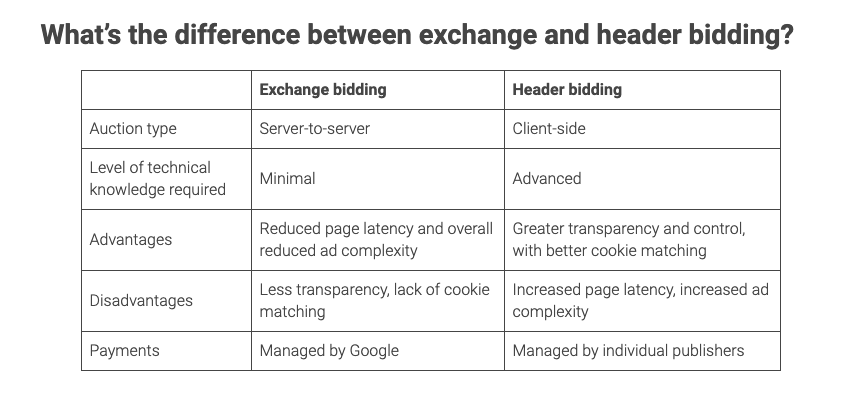 What's the difference between exchange and header bidding?
Exchange bidding
Header bidding
Auction type
Server-to-server
Client-side
Level of technical
knowledge required
Minimal
Advanced
Advantages
Reduced page latency and overall
reduced ad complexity
Greater transparency and control,
with better cookie matching
Disadvantages
Less transparency, lack of cookie
matching
Increased page latency, increased ad
complexity
Payments
Managed by Google
Managed by individual publishers